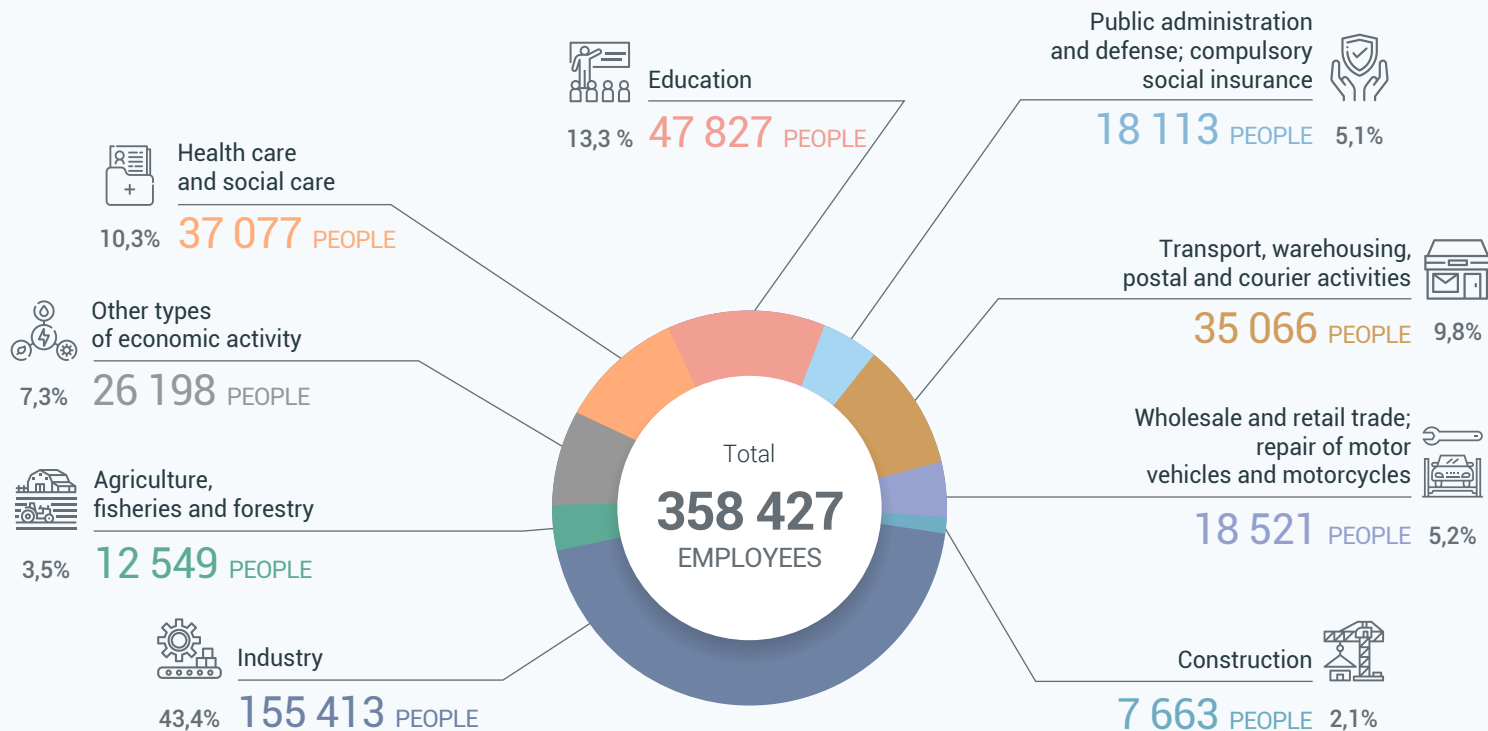 Education
13,3 % 47 827 PEOPLE
Public administration
and defense; compulsory
social insurance
18 113 PEOPLE 5,1%
Health care
and social care
10,3% 37 077 PEOPLE
Transport, warehousing,
postal and courier activities
35 066 PEOPLE 9,8%
Other types
of economic activity
7,3% 26 198 PEOPLE
Wholesale and retail trade;
repair of motor
vehicles and motorcycles
18 521 PEOPLE 5,2%
Total
358 427
EMPLOYEES
Agriculture,
fisheries and forestry
3,5% 12 549 PEOPLE
Industry
43,4% 155 413 PEOPLE
Construction
7 663 PEOPLE 2,1%